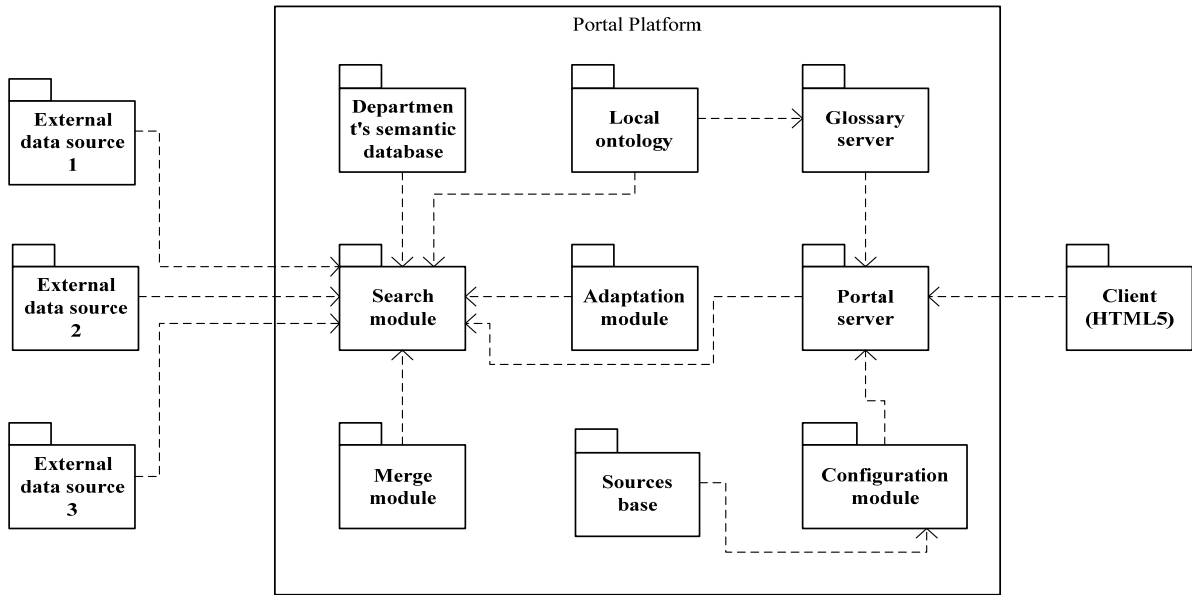 Portal Platform
External
data source
1
Departmen
t's semantic
database
Local
ontology
Glossary
server
External
data source
2
Search
module
Adaptation
module
Portal
server
Client
(HTML5)
External
data source
3
Merge
module
Sources
base
Configuration
module